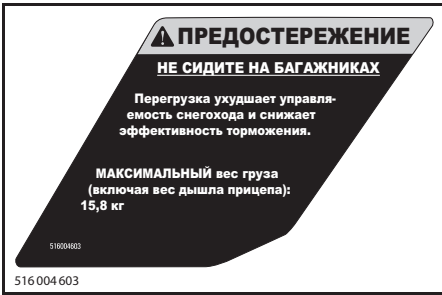 ПРЕДОСТЕРЕЖЕНИЕ
НЕ СИДИТЕ НА БАГАЖНИКАХ
Перегрузка ухудшает управля-
емость снегохода и снижает
эффективность торможения.
МАКСИМАЛЬНЫЙ вес груза
(включая вес дышла прицепа):
15,8 кг
516004603
516 004 603